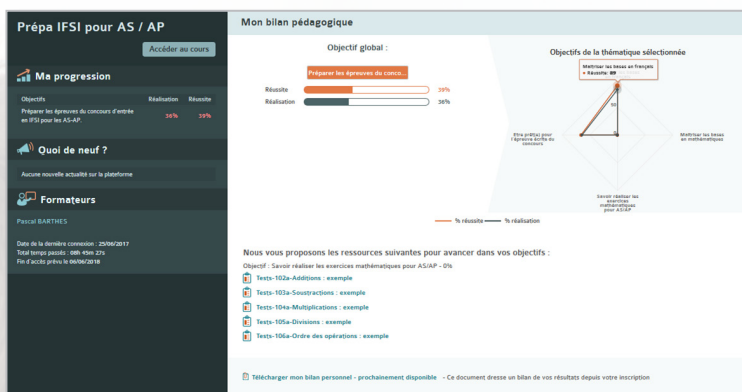 Prépa IFSI pour AS / AP
Accéder au cours
Ma progression
Objectifs Réalisation Réussite
Préparer les épreuves du concours d'entrée
en IFSI pour les AS-AP.
36% 39%
Quoi de neuf ?
Aucune nouvelle actualité sur la plateforme
Formateurs
Pascal BARTHES
Date de la dernière connexion : 25/06/2017
Total temps passés : 08h 45m 27s
Fin d'accès prévu le 06/06/2018
Mon bilan pédagogique
Objectif global :
Préparer les épreuves du conco...
Réussite 39%
Réalisation 36%
Objectifs de la thématique sélectionnée
Maîtriser les bases en français
Réussite: 89
50
0
Etre prêt(e) pour
l'épreuve écrite du
concours
Maîtriser les bases
en mathématiques
Savoir réaliser les
exercices
mathématiques
pour AS/AP
% réussite % réalisation
Nous vous proposons les ressources suivantes pour avancer dans vos objectifs :
Objectif : Savoir réaliser les exercices mathématiques pour AS/AP - 0%
Tests-102a-Additions : exemple
Tests-103a-Soustractions : exemple
Tests-104a-Multiplications : exemple
Tests-105a-Divisions : exemple
Tests-106a-Ordre des opérations : exemple
Télécharger mon bilan personnel - prochainement disponible - Ce document dresse un bilan de vos résultats depuis votre inscription